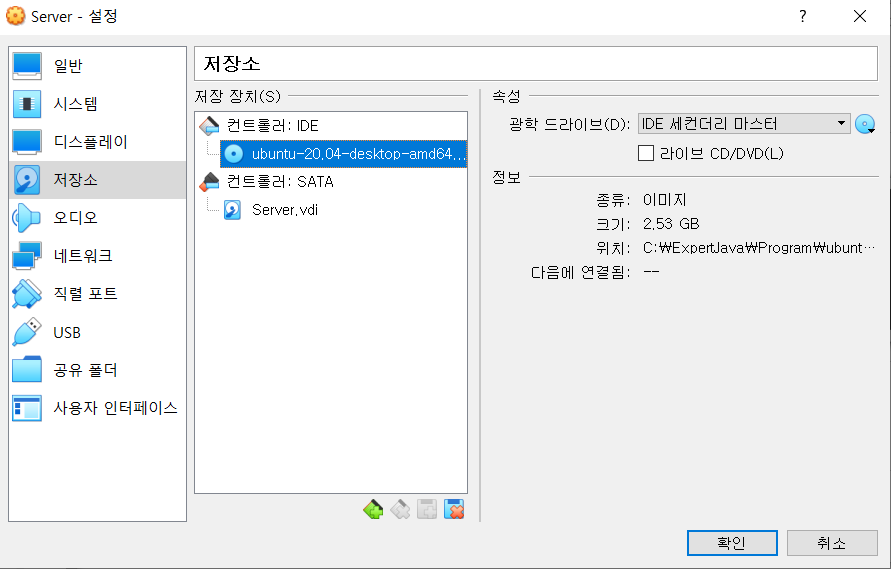 Server - 설정
?
일반
시스템
디스플레이
저장소
오디오
네트워크
직렬 포트
USB
공유 폴더
사용자 인터페이스
저장소
저장 장치(S)
컨트롤러: IDE
ubuntu-20.04-desktop-amd64...
컨트롤러: SATA
Server.vdi
속성
광학 드라이브(D): IDE 세컨더리 마스터
라이브 CD/DVD(L)
정보
종류: 이미지
크기: 2.53 GB
위치: C:₩ExpertJava₩Program₩ubunt…
다음에 연결됨: --
확인
취소